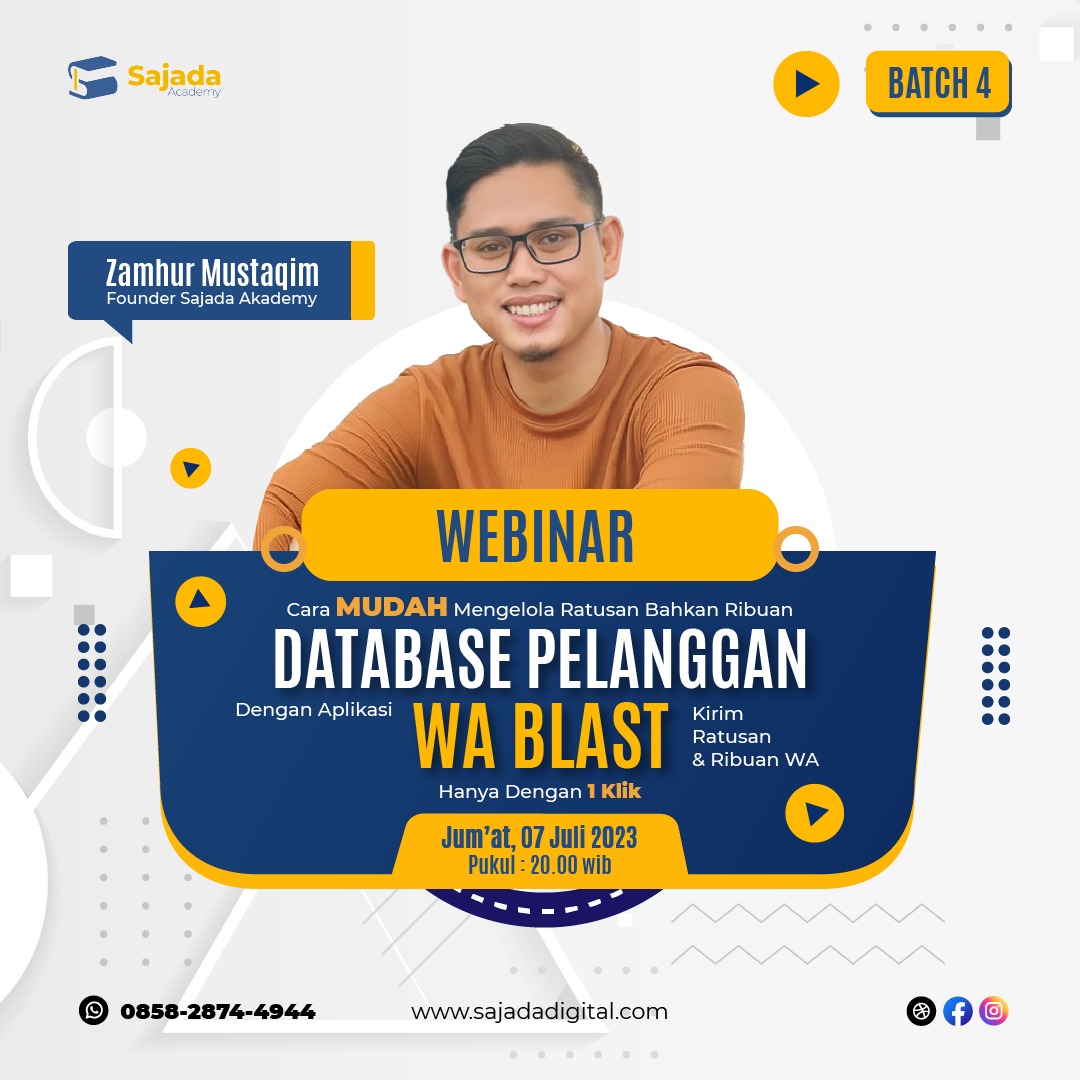 Sajada
Academy
BATCH 4
Zamhur Mustaqim
Founder Sajada Akademy
WEBINAR
Cara MUDAH Mengelola Ratusan Bahkan Ribuan
DATABASE PELANGGAN
Dengan Aplikasi
WA BLAST
Kirim
Ratusan
& Ribuan WA
Hanya Dengan 1 Klik
Jum'at, 07 Juli 2023
Pukul : 20.00 wib
0858-2874-4944
www.sajadadigital.com